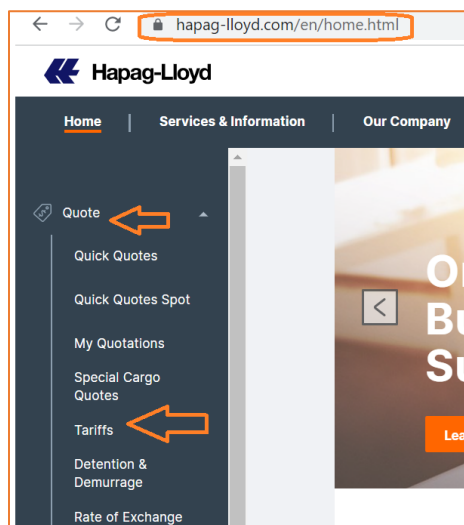 hapag-lloyd.com/en/home.html
Hapag-Lloyd
Home
Services & Information
Our Company
Quote
Quick Quotes
Quick Quotes Spot
My Quotations
Special Cargo
Quotes
Tariffs
Detention &
Demurrage
Rate of Exchange